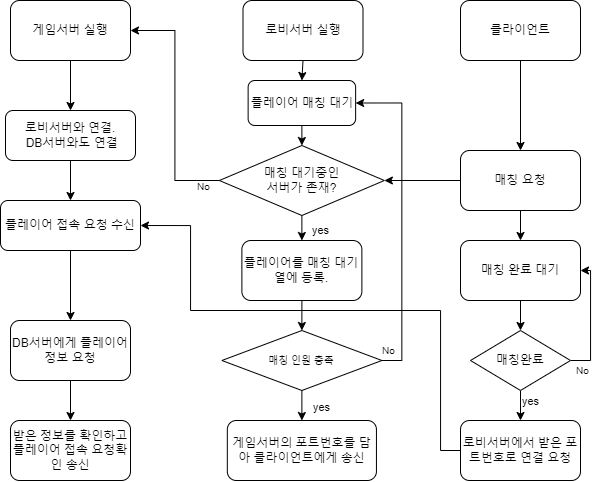 게임서버 실행
로비서버 실행
클라이언트
플레이어 매칭 대기
로비서버와 연결.
DB서버와도 연결
매칭 대기중인
서버가 존재?
No
매칭 요청
플레이어 접속 요청 수신
yes
플레이어를 매칭 대기
열에 등록.
매칭 완료 대기
DB서버에게 플레이어
정보 요청
매칭 인원 충족
No
매칭완료
No
yes
yes
받은 정보를 확인하고
플레이어 접속 요청확
인 송신
게임서버의 포트번호를 담
아 클라이언트에게 송신
로비서버에서 받은 포
트번호로 연결 요청